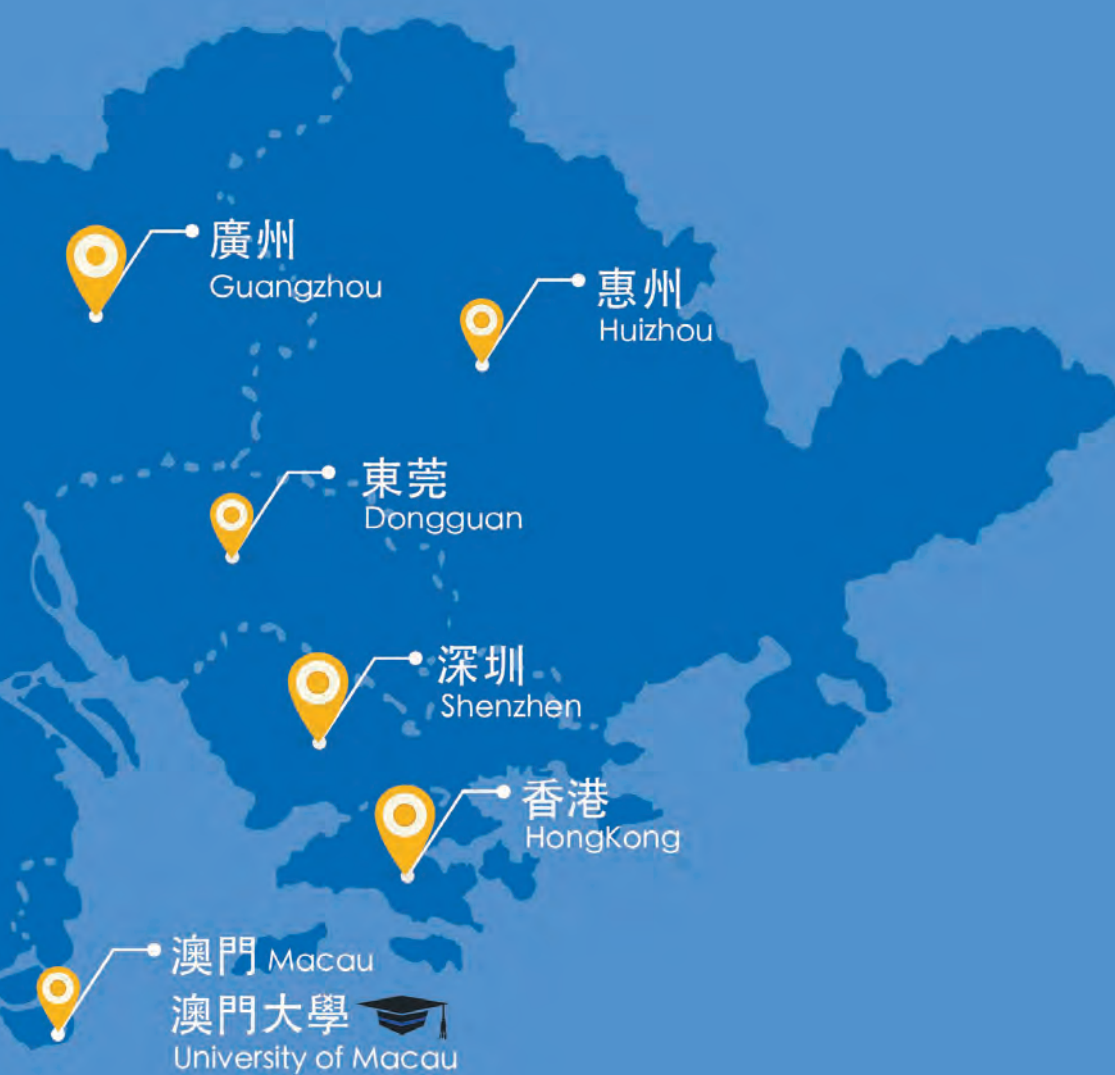 廣州
Guangzhou
惠州
Huizhou
東莞
Dongguan
深圳
Shenzhen
香港
HongKong
澳門 Macau
澳門大學
University of Macau